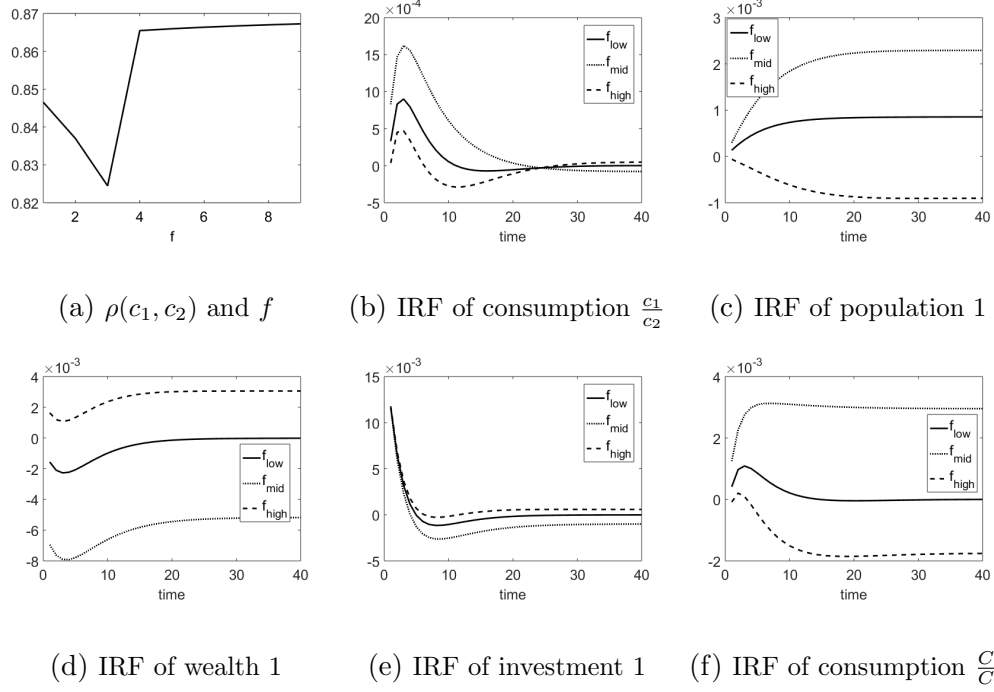 0.87
0.86
0.85
0.84
0.83
0.82
2 4 6 8
f
20 ×10-4
15
10
5
0
-5
0 10 20 30 40
time
f_low
f_mid
f_high
3 ×10-3
2
1
0
-1
0 10 20 30 40
time
f_low
f_mid
f_high
(a) ρ(c₁, c₂) and f
(b) IRF of consumption c₁/c₂
(c) IRF of population 1
4 ×10-3
2
0
-2
-4
-6
-8
0 10 20 30 40
time
f_low
f_mid
f_high
15 ×10-3
10
5
0
-5
0 10 20 30 40
time
f_low
f_mid
f_high
4 ×10-3
2
0
-2
0 10 20 30 40
time
f_low
f_mid
f_high
(d) IRF of wealth 1
(e) IRF of investment 1
(f) IRF of consumption C/C